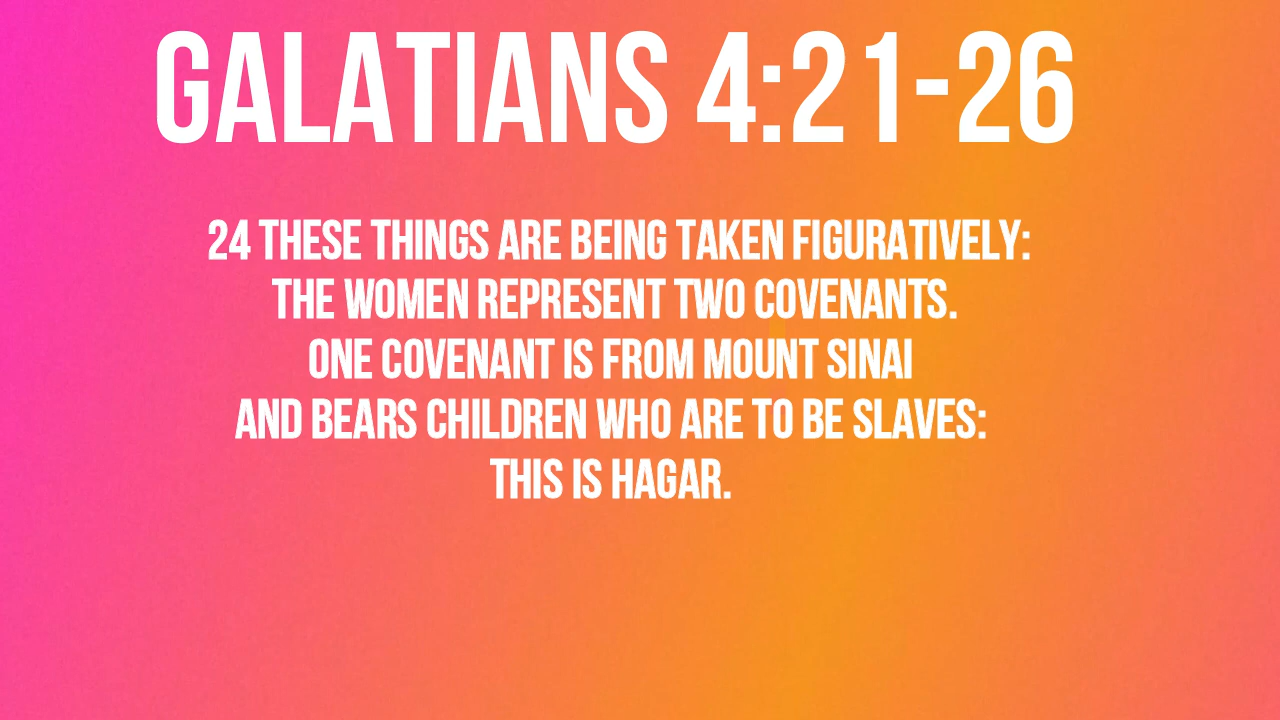 GALATIANS 4:21-26
24 THESE THINGS ARE BEING TAKEN FIGURATIVELY:
THE WOMEN REPRESENT TWO COVENANTS.
ONE COVENANT IS FROM MOUNT SINAI
AND BEARS CHILDREN WHO ARE TO BE SLAVES:
THIS IS HAGAR.